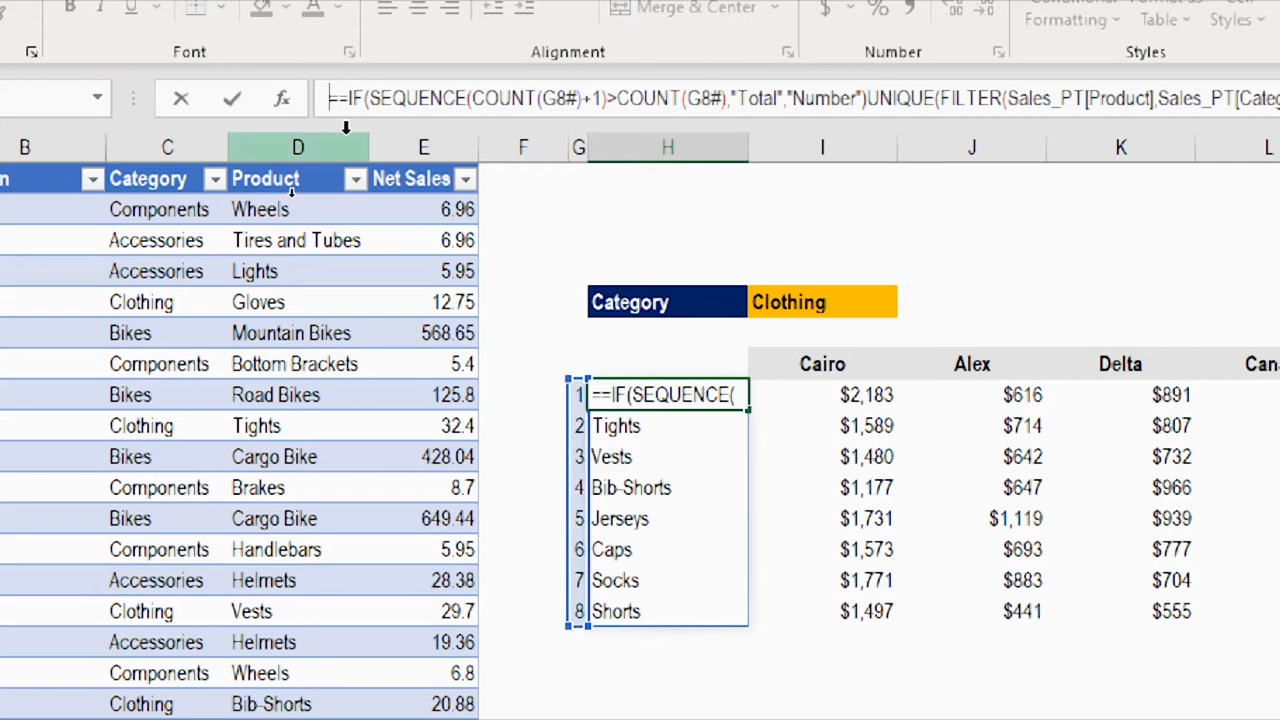 B I U A Merge & Center $ % 9 Conditional Format as Cell
Formatting Table Styles
Font Alignment Number Styles
fx ==IF(SEQUENCE(COUNT(G8#)+1)>COUNT(G8#),"Total","Number")UNIQUE(FILTER(Sales_PT[Product],Sales_PT[Categ
B C D E F G H I J K L
n Category Product Net Sales
Components Wheels 6.96
Accessories Tires and Tubes 6.96
Accessories Lights 5.95
Clothing Gloves 12.75 Category Clothing
Bikes Mountain Bikes 568.65
Components Bottom Brackets 5.4 Cairo Alex Delta Can
Bikes Road Bikes 125.8 1 ==IF(SEQUENCE( $2,183 $616 $891
Clothing Tights 32.4 2 Tights $1,589 $714 $807
Bikes Cargo Bike 428.04 3 Vests $1,480 $642 $732
Components Brakes 8.7 4 Bib-Shorts $1,177 $647 $966
Bikes Cargo Bike 649.44 5 Jerseys $1,731 $1,119 $939
Components Handlebars 5.95 6 Caps $1,573 $693 $777
Accessories Helmets 28.38 7 Socks $1,771 $883 $704
Clothing Vests 29.7 8 Shorts $1,497 $441 $555
Accessories Helmets 19.36
Components Wheels 6.8
Clothing Bib-Shorts 20.88